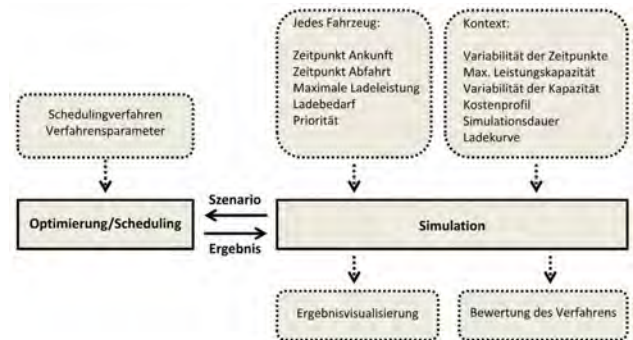 Jedes Fahrzeug:
Zeitpunkt Ankunft
Zeitpunkt Abfahrt
Maximale Ladeleistung
Ladebedarf
Priorität
Kontext:
Variabilität der Zeitpunkte
Max. Leistungskapazität
Variabilität der Kapazität
Kostenprofil
Simulationsdauer
Ladekurve
Schedulingverfahren
Verfahrensparameter
Optimierung/Scheduling
Szenario
Ergebnis
Simulation
Ergebnisvisualisierung
Bewertung des Verfahrens